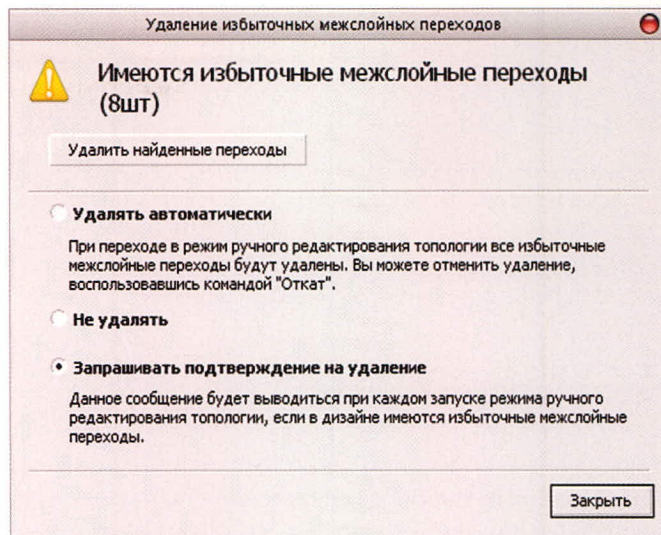 Удаление избыточных межслойных переходов
Имеются избыточные межслойные переходы
(8шт)
Удалить найденные переходы
Удалять автоматически
При переходе в режим ручного редактирования топологии все избыточные
межслойные переходы будут удалены. Вы можете отменить удаление,
воспользовавшись командой "Откат".
Не удалять
Запрашивать подтверждение на удаление
Данное сообщение будет выводиться при каждом запуске режима ручного
редактирования топологии, если в дизайне имеются избыточные межслойные
переходы.
Закрыть